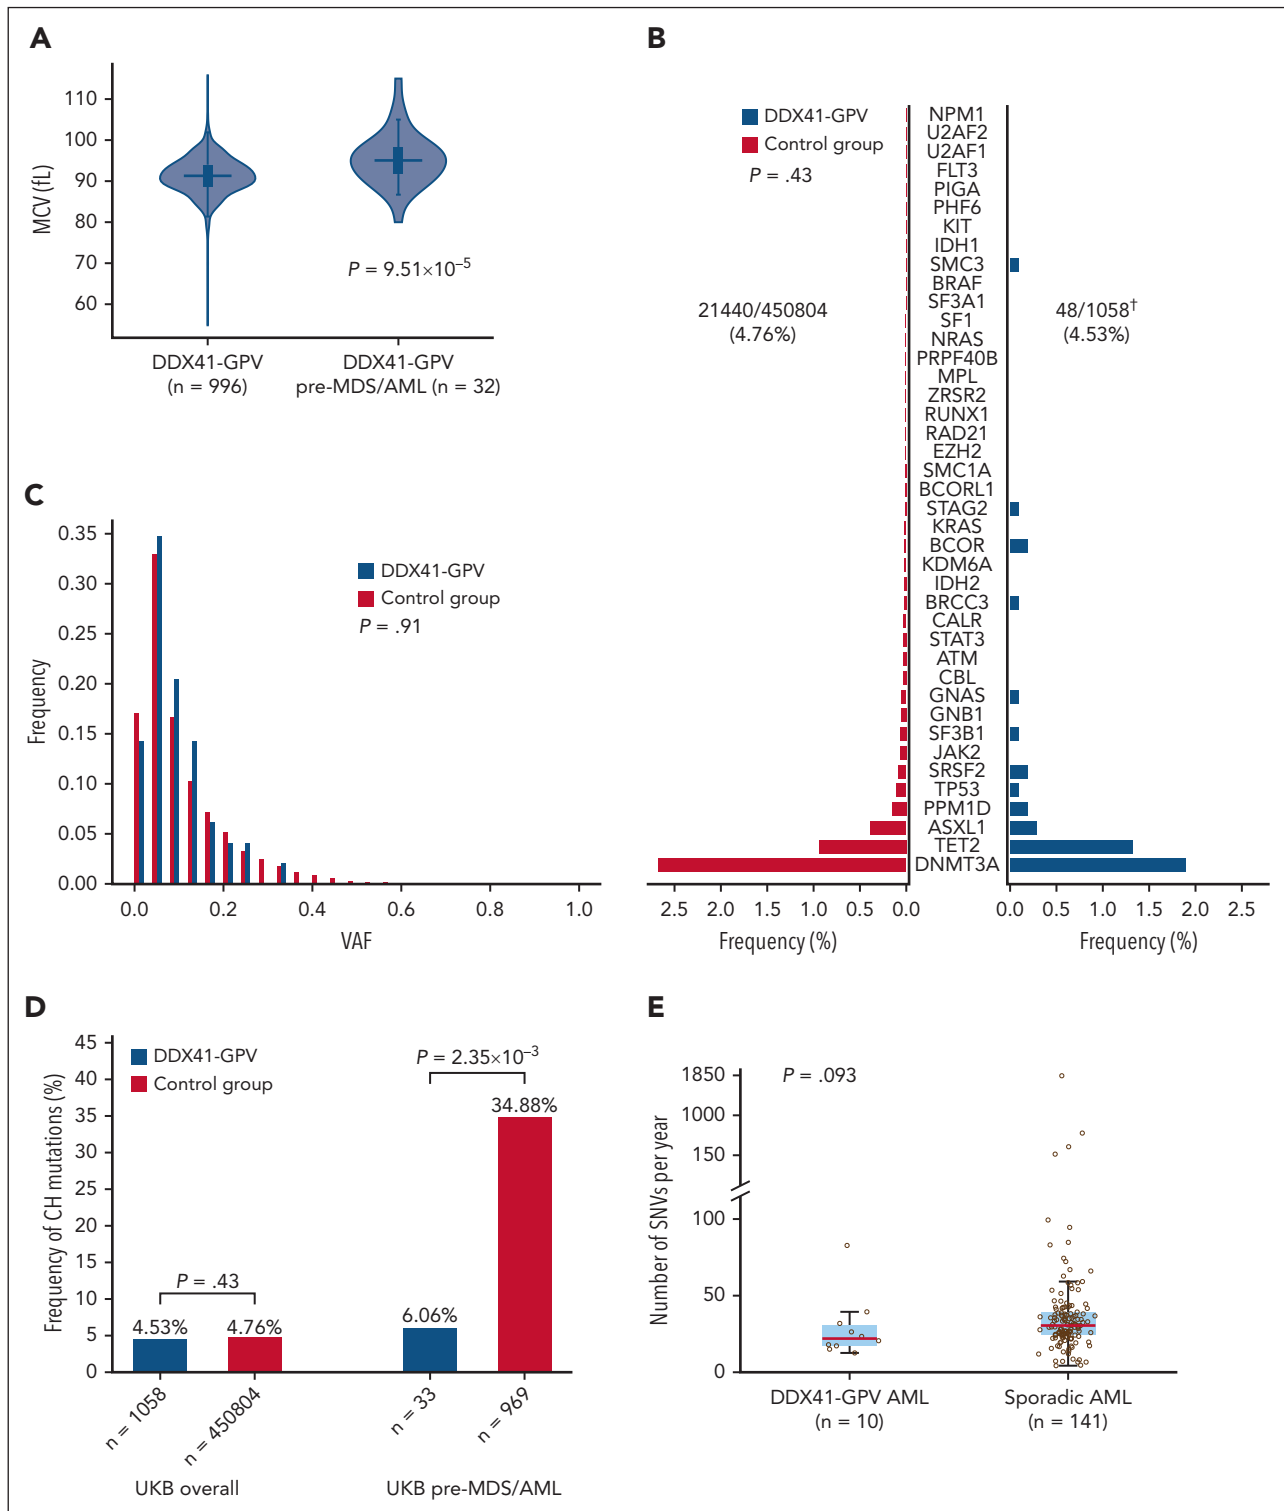 A
110
100
90
80
70
60
MCV (fL)
P = 9.51×10⁻⁵
DDX41-GPV
(n = 996)
DDX41-GPV
pre-MDS/AML (n = 32)
B
DDX41-GPV
Control group
P = .43
21440/450804
(4.76%)
48/1058†
(4.53%)
NPM1
U2AF2
U2AF1
FLT3
PIGA
PHF6
KIT
IDH1
SMC3
BRAF
SF3A1
SF1
NRAS
PRPF40B
MPL
ZRSR2
RUNX1
RAD21
EZH2
SMC1A
BCORL1
STAG2
KRAS
BCOR
KDM6A
IDH2
BRCC3
CALR
STAT3
ATM
CBL
GNAS
GNB1
SF3B1
JAK2
SRSF2
TP53
PPM1D
ASXL1
TET2
DNMT3A
2.5 2.0 1.5 1.0 0.5 0.0
Frequency (%)
0.0 0.5 1.0 1.5 2.0 2.5
Frequency (%)
C
0.35
0.30
0.25
0.20
0.15
0.10
0.05
0.00
Frequency
DDX41-GPV
Control group
P = .91
0.0 0.2 0.4 0.6 0.8 1.0
VAF
D
45
40
35
30
25
20
15
10
5
0
Frequency of CH mutations (%)
DDX41-GPV
Control group
P = .43
4.53%
4.76%
P = 2.35×10⁻³
6.06%
34.88%
n = 1058
n = 450804
n = 33
n = 969
UKB overall
UKB pre-MDS/AML
E
1850
1000
150
100
50
0
Number of SNVs per year
P = .093
DDX41-GPV AML
(n = 10)
Sporadic AML
(n = 141)